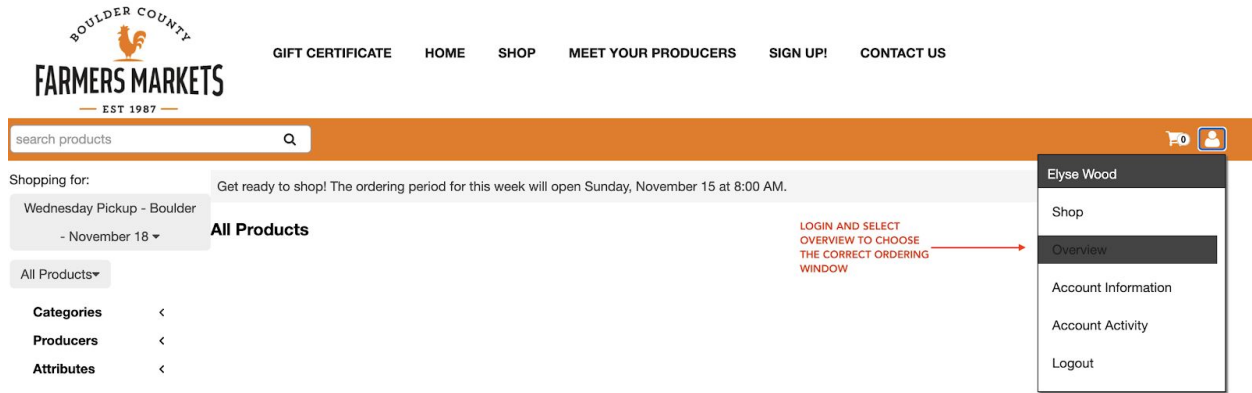 BOULDER COUNTY
FARMERS MARKETS
EST 1987
GIFT CERTIFICATE HOME SHOP MEET YOUR PRODUCERS SIGN UP! CONTACT US
search products
0
Shopping for:
Wednesday Pickup - Boulder
- November 18
Get ready to shop! The ordering period for this week will open Sunday, November 15 at 8:00 AM.
All Products
All Products
Categories
Producers
Attributes
LOGIN AND SELECT
OVERVIEW TO CHOOSE
THE CORRECT ORDERING
WINDOW
Elyse Wood
Shop
Overview
Account Information
Account Activity
Logout